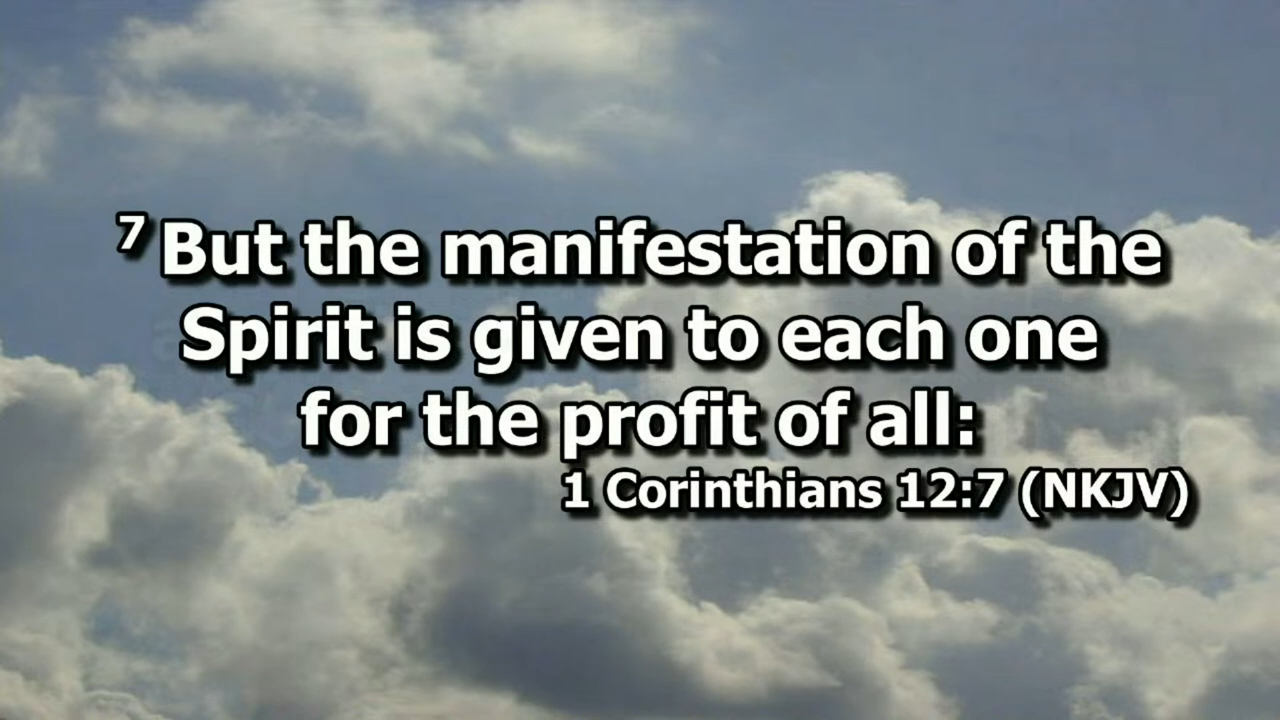 7 But the manifestation of the
Spirit is given to each one
for the profit of all:
1 Corinthians 12:7 (NKJV)